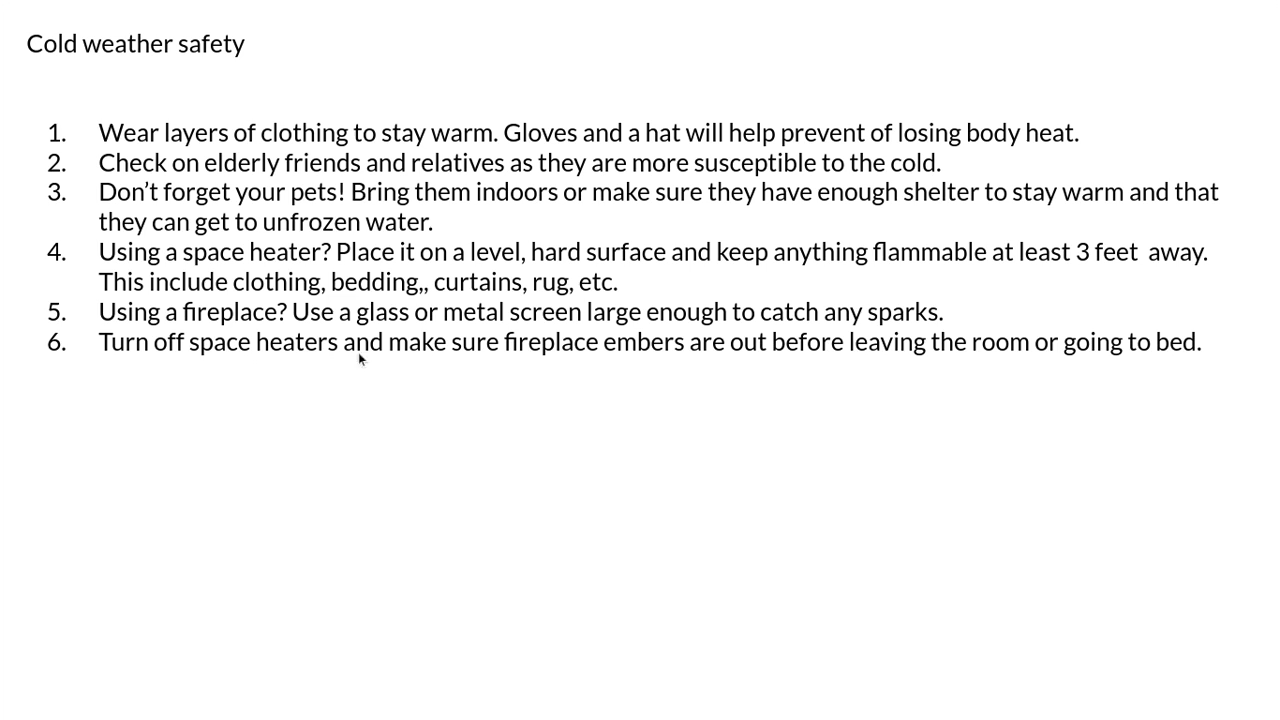 Cold weather safety
1. Wear layers of clothing to stay warm. Gloves and a hat will help prevent of losing body heat.
2. Check on elderly friends and relatives as they are more susceptible to the cold.
3. Don’t forget your pets! Bring them indoors or make sure they have enough shelter to stay warm and that
they can get to unfrozen water.
4. Using a space heater? Place it on a level, hard surface and keep anything flammable at least 3 feet  away.
This include clothing, bedding,, curtains, rug, etc.
5. Using a fireplace? Use a glass or metal screen large enough to catch any sparks.
6. Turn off space heaters and make sure fireplace embers are out before leaving the room or going to bed.